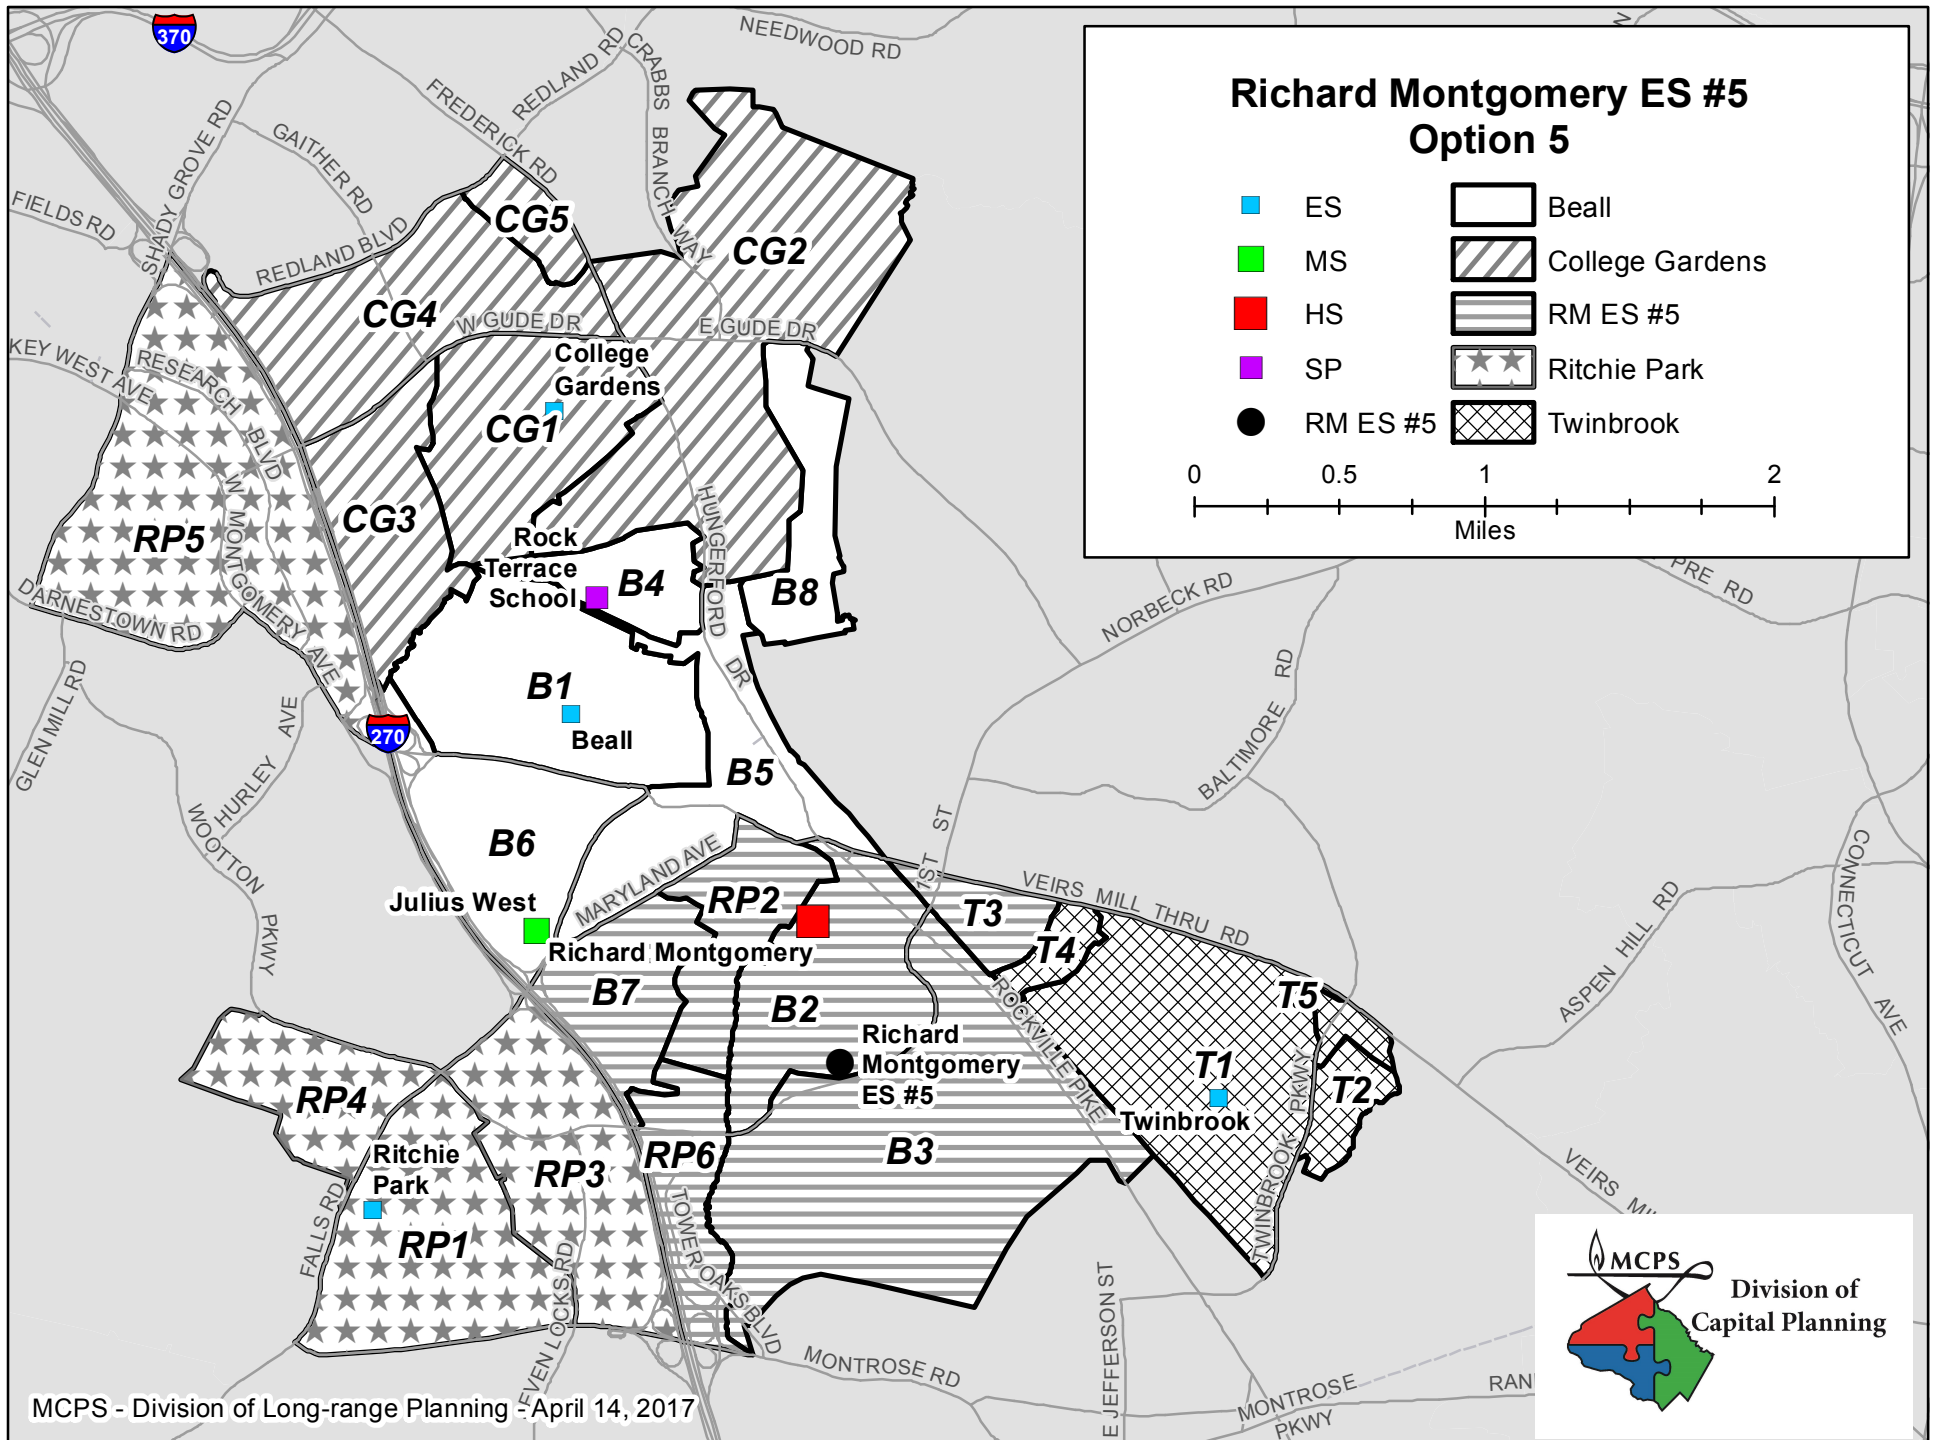 370
NEEDWOOD RD
REDLAND RD
CRABBS BRANCH WAY
FREDERICK RD
SHADY GROVE RD
GAITHER RD
FIELDS RD
REDLAND BLVD
Richard Montgomery ES #5
Option 5
ES
Beall
MS
College Gardens
HS
RM ES #5
SP
Ritchie Park
RM ES #5
Twinbrook
0
0.5
1
2
Miles
CG5
CG2
CG4
W GUDE DR
E GUDE DR
College
Gardens
CG1
KEY WEST AVE
RESEARCH BLVD
W MONTGOMERY AVE
CG3
RP5
HUNGERFORD DR
Rock
Terrace
School
B4
B8
DARNESTOWN RD
NORBECK RD
PRE RD
GLEN MILL RD
HURLEY AVE
B1
Beall
270
BALTIMORE RD
B5
WOOTTON PKWY
B6
1ST ST
CONNECTICUT AVE
MARYLAND AVE
Julius West
RP2
VEIRS MILL THRU RD
T3
T4
ASPEN HILL RD
Richard Montgomery
B7
B2
T5
ROCKVILLE PIKE
Richard
Montgomery
ES #5
T1
Twinbrook
PKWY
T2
TWINBROOK
RP4
Ritchie
Park
RP3
RP6
B3
FALLS RD
RP1
TOWER OAKS BLVD
VEIRS MI
EVEN LOCKS RD
E JEFFERSON ST
MONTROSE RD
MONTROSE
PKWY
RAN
MCPS
Division of
Capital Planning
MCPS - Division of Long-range Planning - April 14, 2017